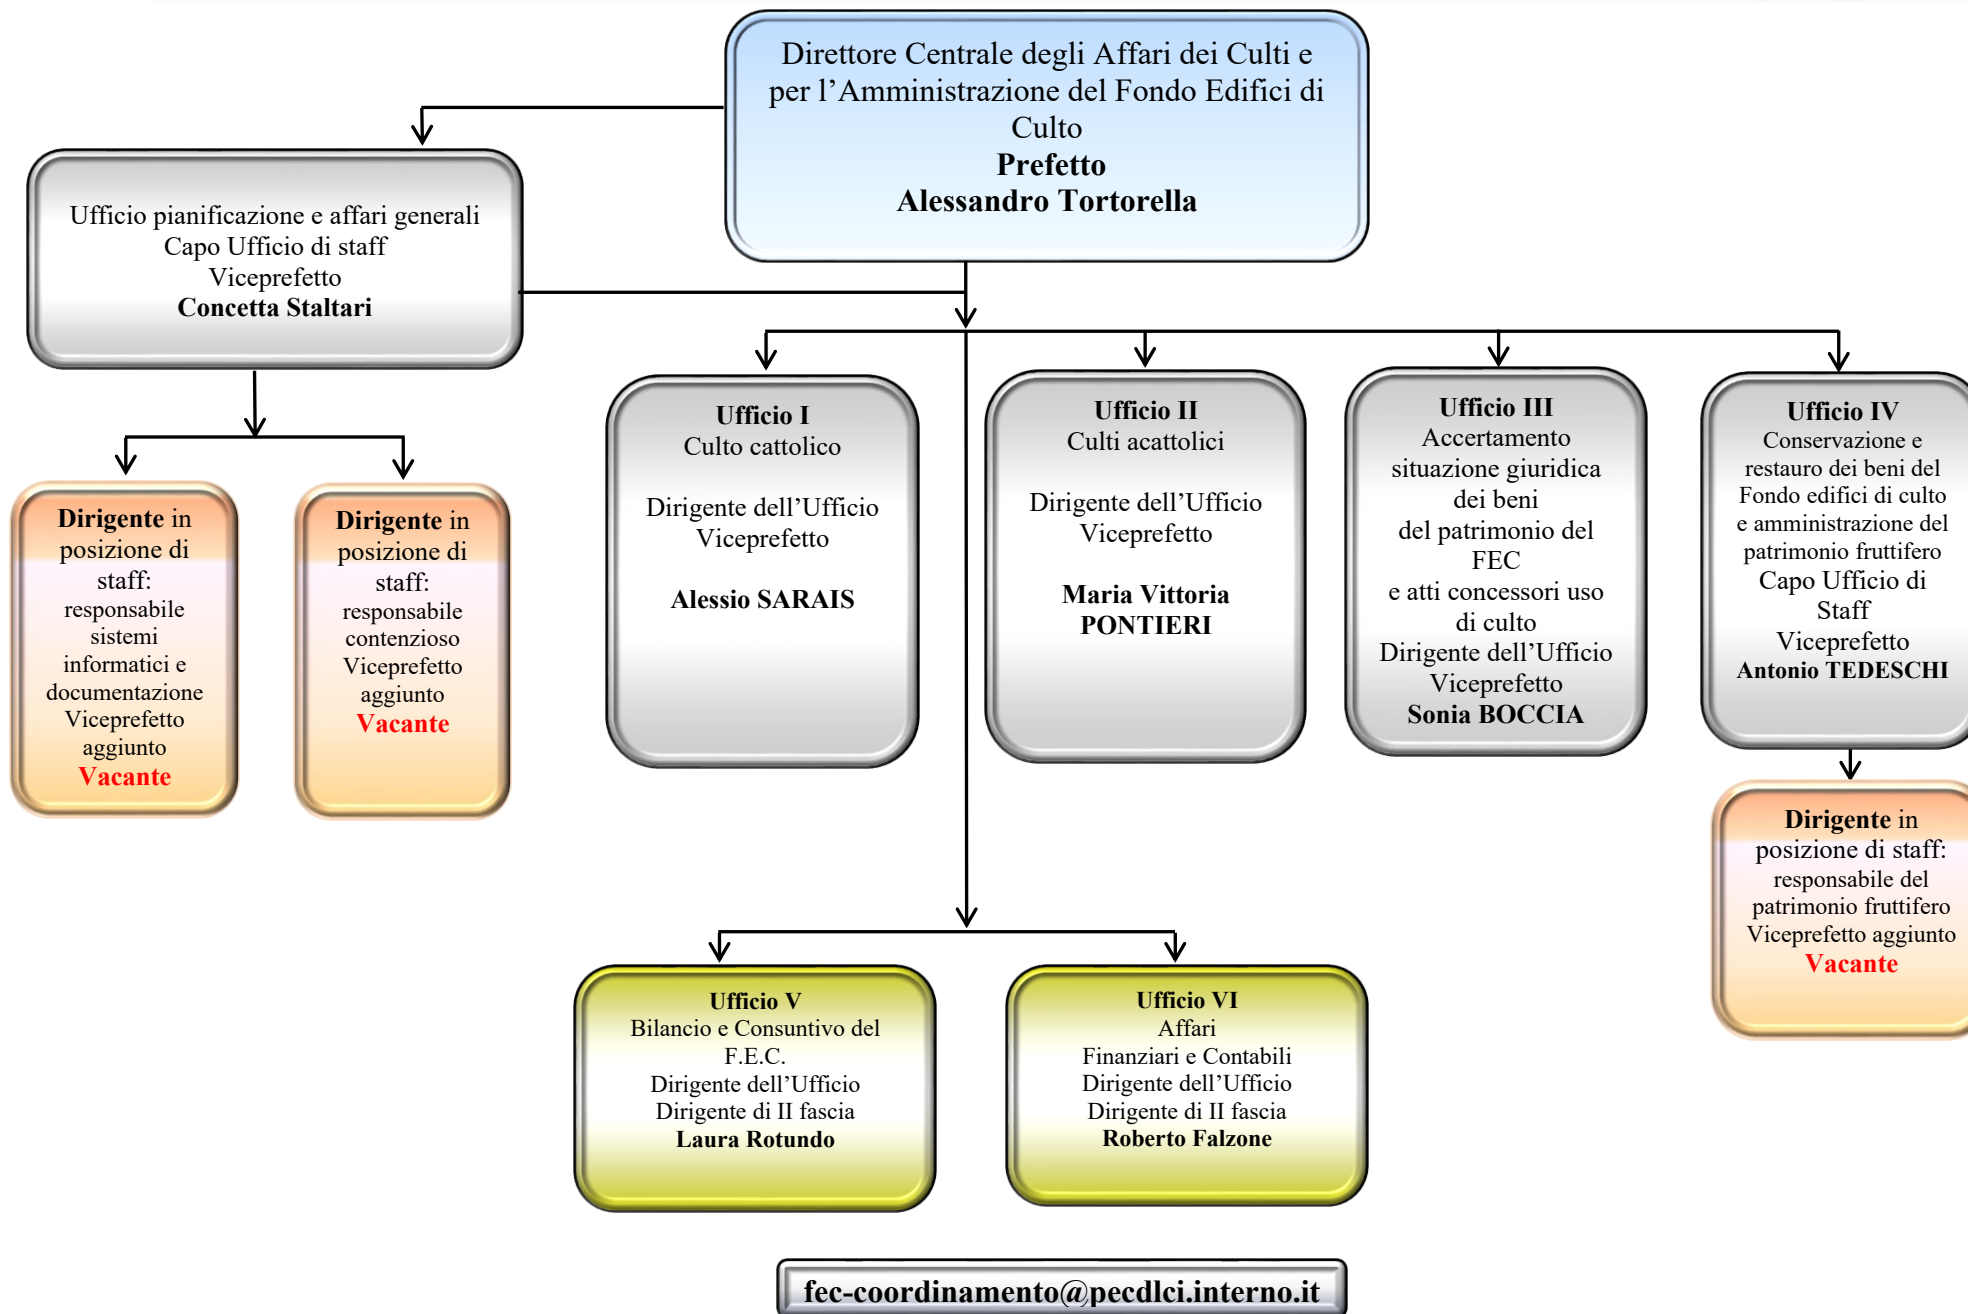 Direttore Centrale degli Affari dei Culti e
per l’Amministrazione del Fondo Edifici di
Culto
Prefetto
Alessandro Tortorella
Ufficio pianificazione e affari generali
Capo Ufficio di staff
Viceprefetto
Concetta Staltari
Dirigente in
posizione di
staff:
responsabile
sistemi
informatici e
documentazione
Viceprefetto
aggiunto
Vacante
Dirigente in
posizione di
staff:
responsabile
contenzioso
Viceprefetto
aggiunto
Vacante
Ufficio I
Culto cattolico
Dirigente dell’Ufficio
Viceprefetto
Alessio SARAIS
Ufficio II
Culti acattolici
Dirigente dell’Ufficio
Viceprefetto
Maria Vittoria
PONTIERI
Ufficio III
Accertamento
situazione giuridica
dei beni
del patrimonio del
FEC
e atti concessori uso
di culto
Dirigente dell’Ufficio
Viceprefetto
Sonia BOCCIA
Ufficio IV
Conservazione e
restauro dei beni del
Fondo edifici di culto
e amministrazione del
patrimonio fruttifero
Capo Ufficio di
Staff
Viceprefetto
Antonio TEDESCHI
Dirigente in
posizione di staff:
responsabile del
patrimonio fruttifero
Viceprefetto aggiunto
Vacante
Ufficio V
Bilancio e Consuntivo del
F.E.C.
Dirigente dell’Ufficio
Dirigente di II fascia
Laura Rotundo
Ufficio VI
Affari
Finanziari e Contabili
Dirigente dell’Ufficio
Dirigente di II fascia
Roberto Falzone
fec-coordinamento@pecdlci.interno.it